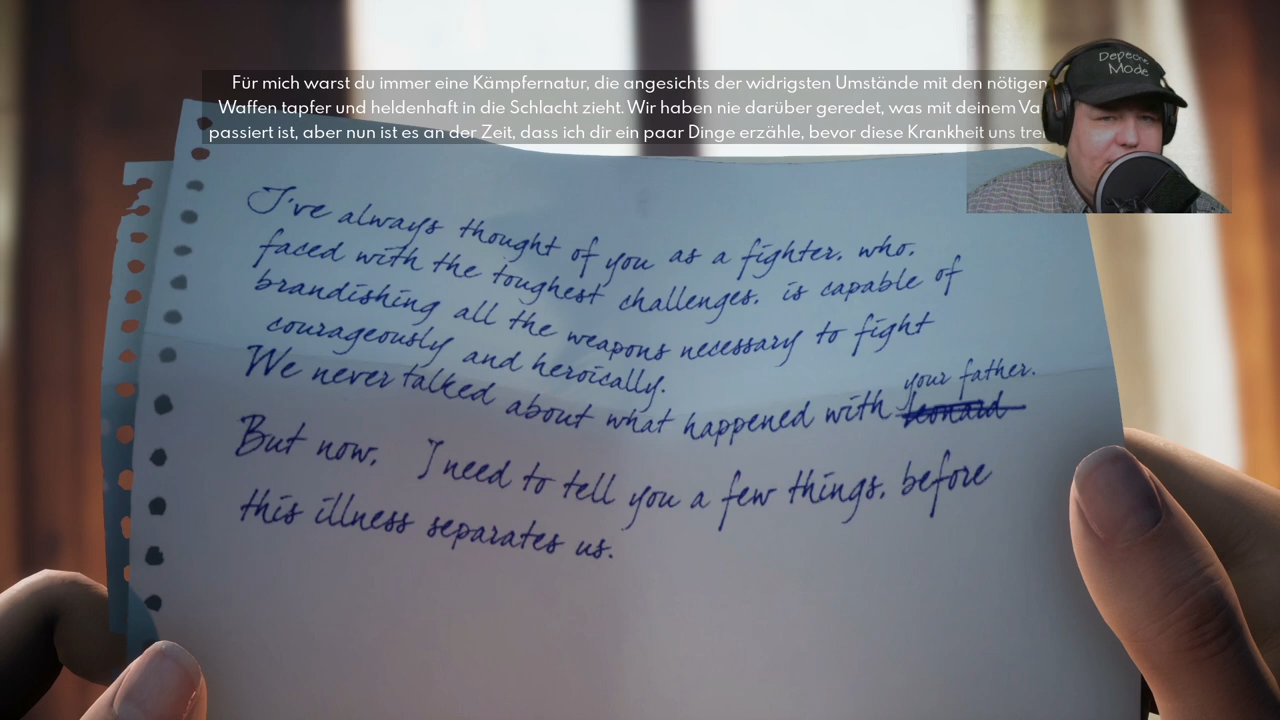 Für mich warst du immer eine Kämpfernatur, die angesichts der widrigsten Umstände mit den nötigen
Waffen tapfer und heldenhaft in die Schlacht zieht. Wir haben nie darüber geredet, was mit deinem Va
passiert ist, aber nun ist es an der Zeit, dass ich dir ein paar Dinge erzähle, bevor diese Krankheit uns tre
Depeche
Mode
I've always thought of you as a fighter. who.
faced with the toughest challenges. is capable of
brandishing all the weapons necessary to fight
courageously and heroically.
your father.
We never talked about what happened with leonard
But now. I need to tell you a few things. before
this illness separates us.